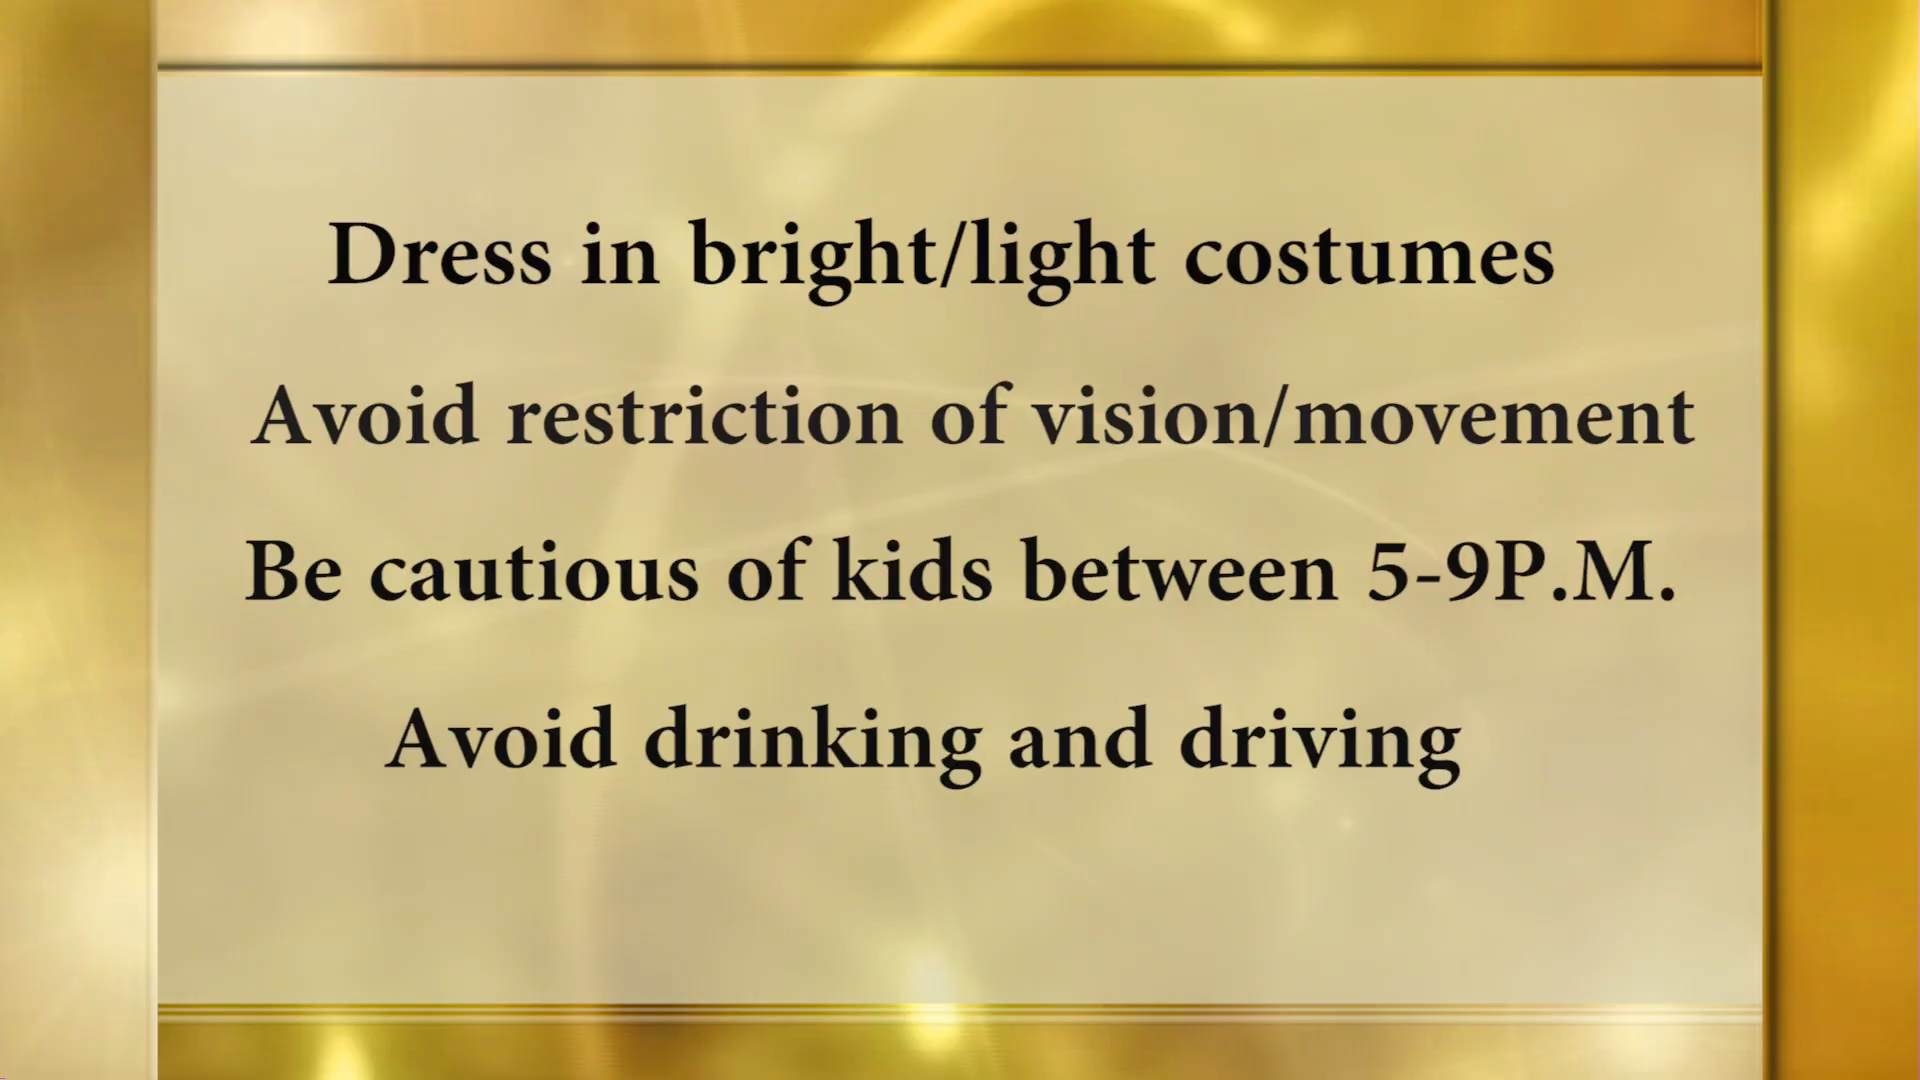 Dress in bright/light costumes
Avoid restriction of vision/movement
Be cautious of kids between 5-9P.M.
Avoid drinking and driving